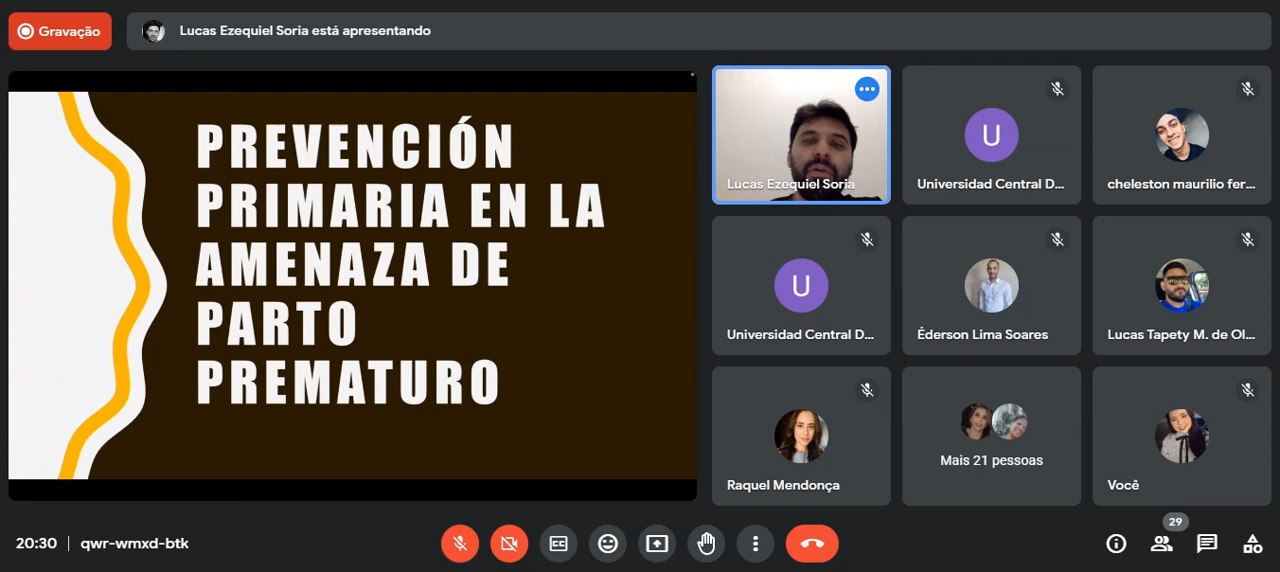 Gravação
Lucas Ezequiel Soria está apresentando
PREVENCIÓN
PRIMARIA EN LA
AMENAZA DE
PARTO
PREMATURO
Lucas Ezequiel Soria
U
Universidad Central D...
cheleston maurilio fer...
U
Universidad Central D...
Éderson Lima Soares
Lucas Tapety M. de Ol...
Raquel Mendonça
Mais 21 pessoas
Você
20:30 | qwr-wmxd-btk
CC
29